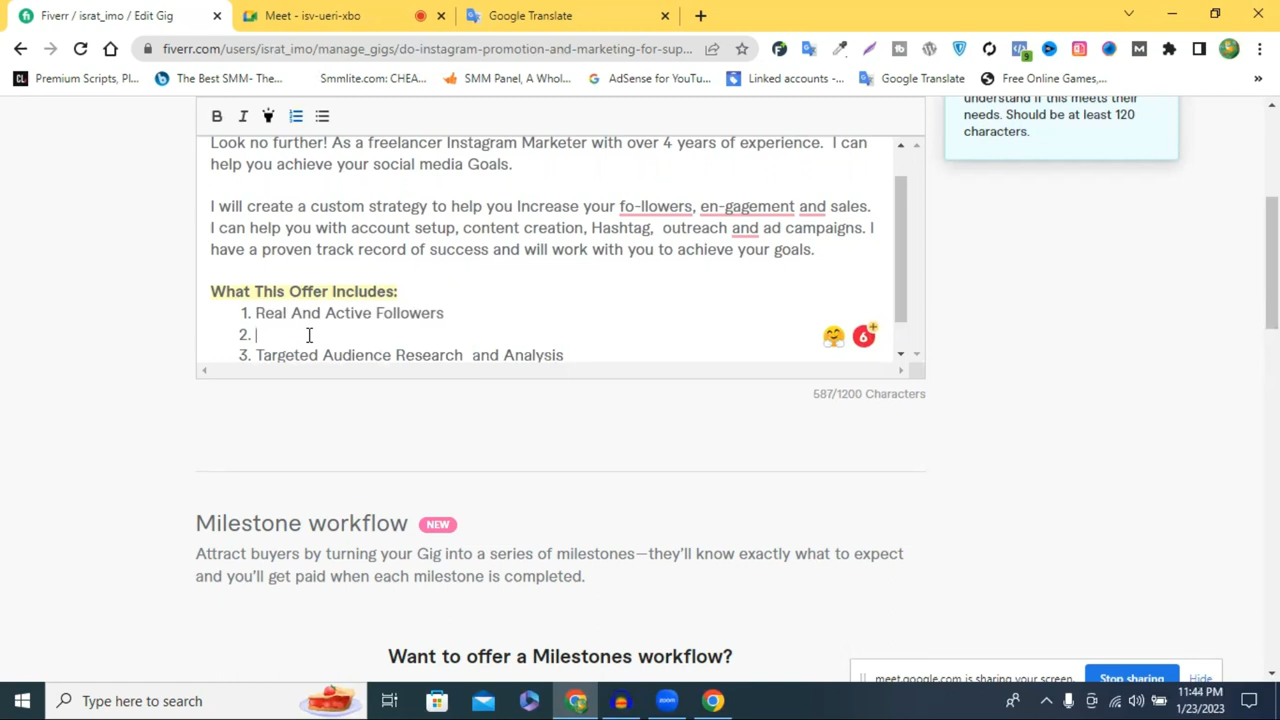 Fiverr / israt_imo / Edit Gig
Meet - isv-ueri-xbo
Google Translate
fiverr.com/users/israt_imo/manage_gigs/do-instagram-promotion-and-marketing-for-sup...
Premium Scripts, Pl...
The Best SMM- The...
Smmlite.com: CHEA...
SMM Panel, A Whol...
AdSense for YouTu...
Linked accounts -...
Google Translate
Free Online Games,...
understand if this meets their
needs. Should be at least 120
characters.
Look no further! As a freelancer Instagram Marketer with over 4 years of experience.  I can
help you achieve your social media Goals.
I will create a custom strategy to help you Increase your fo-llowers, en-gagement and sales.
I can help you with account setup, content creation, Hashtag,  outreach and ad campaigns. I
have a proven track record of success and will work with you to achieve your goals.
What This Offer Includes:
1. Real And Active Followers
2.
3. Targeted Audience Research  and Analysis
6
587/1200 Characters
Milestone workflow NEW
Attract buyers by turning your Gig into a series of milestones—they'll know exactly what to expect
and you'll get paid when each milestone is completed.
Want to offer a Milestones workflow?
meet.google.com is sharing your screen.
Stop sharing
Hide
Type here to search
11:44 PM
1/23/2023